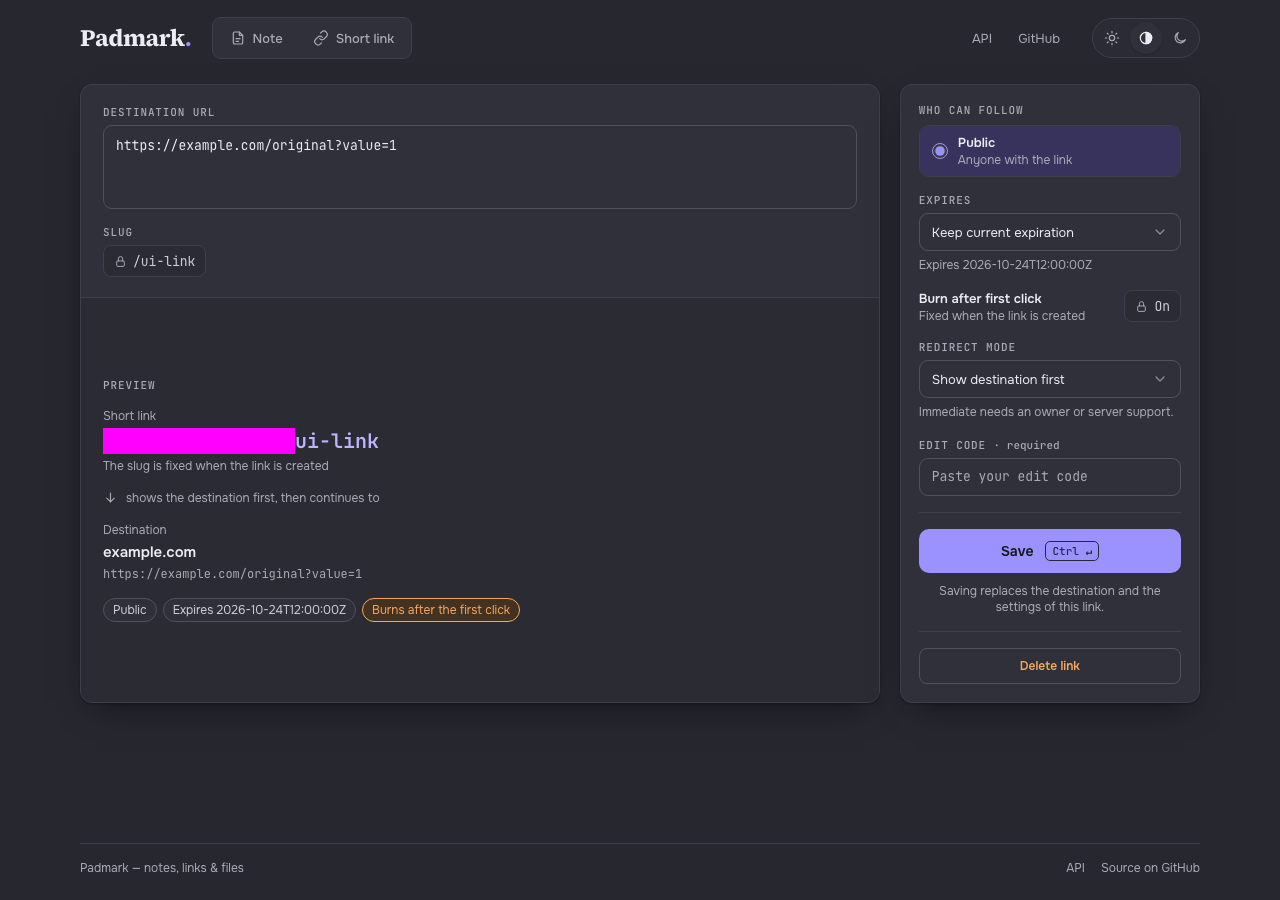 Padmark.
Note
Short link
API
GitHub
DESTINATION URL
https://example.com/original?value=1
SLUG
/ui-link
PREVIEW
Short link
ui-link
The slug is fixed when the link is created
shows the destination first, then continues to
Destination
example.com
https://example.com/original?value=1
Public
Expires 2026-10-24T12:00:00Z
Burns after the first click
WHO CAN FOLLOW
Public
Anyone with the link
EXPIRES
Keep current expiration
Expires 2026-10-24T12:00:00Z
Burn after first click
Fixed when the link is created
On
REDIRECT MODE
Show destination first
Immediate needs an owner or server support.
EDIT CODE · required
Paste your edit code
Save Ctrl ↵
Saving replaces the destination and the
settings of this link.
Delete link
Padmark — notes, links & files
API
Source on GitHub